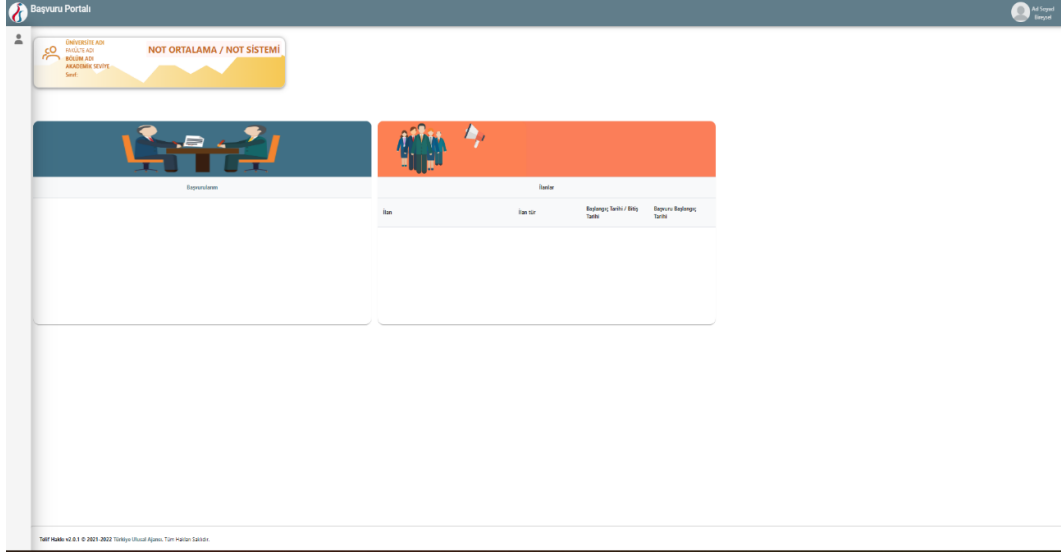 Başvuru Portalı
Ad Soyad
Bireysel
ÜNİVERSİTE ADI
FAKÜLTE ADI
BÖLÜM ADI
AKADEMİK SEVİYE
Sınıf:
NOT ORTALAMA / NOT SİSTEMİ
Başvurularım
İlanlar
İlan
İlan tür
Başlangıç Tarihi / Bitiş
Tarihi
Başvuru Başlangıç
Tarihi
Telif Hakkı v2.0.1 © 2021-2022 Türkiye Ulusal Ajansı, Tüm Hakları Saklıdır.